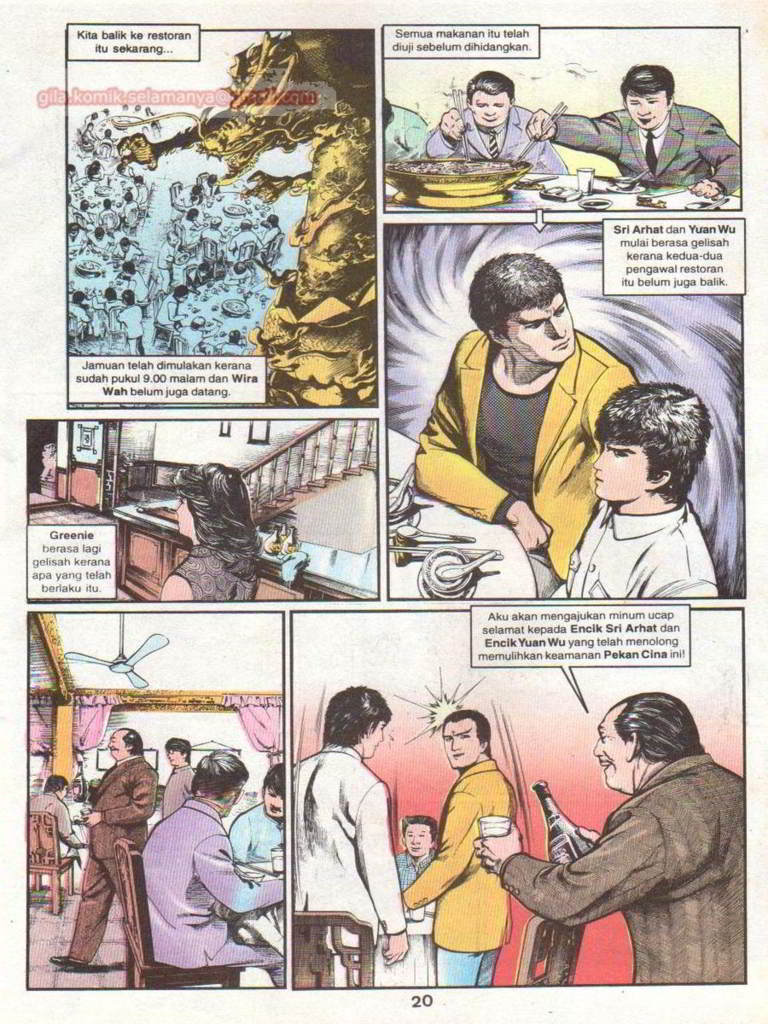 Kita balik ke restoran
itu sekarang...
gila.komik.selamanya@
Semua makanan itu telah
diuji sebelum dihidangkan.
Jamuan telah dimulakan kerana
sudah pukul 9.00 malam dan Wira
Wah belum juga datang.
Sri Arhat dan Yuan Wu
mulai berasa gelisah
kerana kedua-dua
pengawal restoran
itu belum juga balik.
Greenie
berasa lagi
gelisah kerana
apa yang telah
berlaku itu.
Aku akan mengajukan minum ucap
selamat kepada Encik Sri Arhat dan
Encik Yuan Wu yang telah menolong
memulihkan keamanan Pekan Cina ini!
20